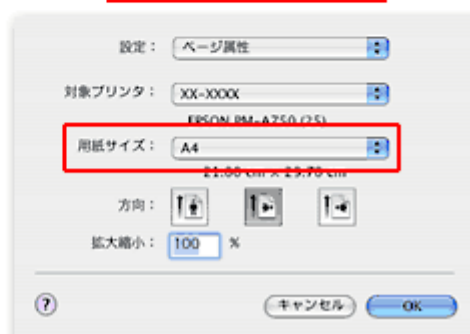 設定： ページ属性
対象プリンタ： XX-XXXX
EPSON PM-A750 (25)
用紙サイズ： A4
21.00 cm × 29.70 cm
方向：
拡大縮小： 100 %
? キャンセル OK